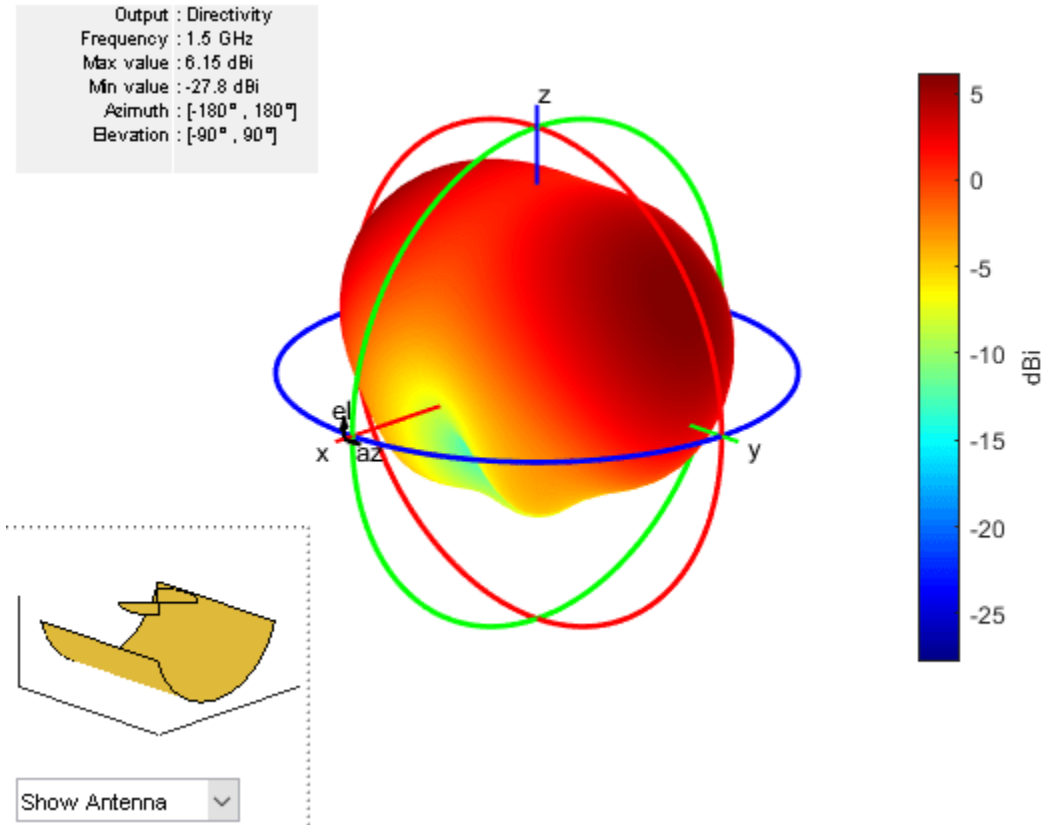 Output : Directivity
Frequency : 1.5 GHz
Max value : 6.15 dBi
Min value : -27.8 dBi
Azimuth : [-180° , 180°]
Elevation : [-90° , 90°]
z
x
el
az
y
5
0
-5
-10
-15
-20
-25
dBi
Show Antenna